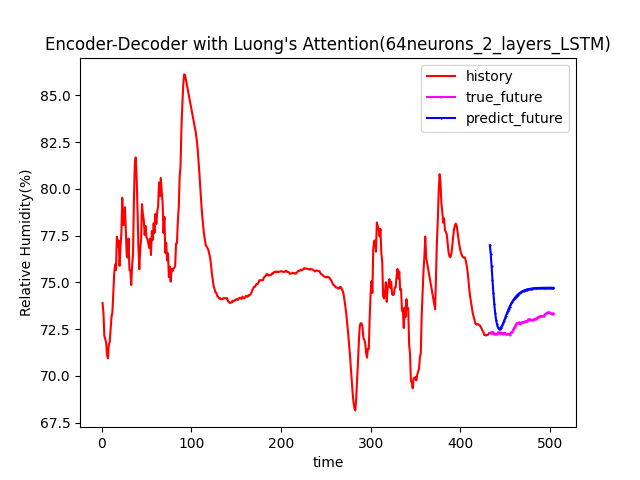 Encoder-Decoder with Luong's Attention(64neurons_2_layers_LSTM)
history
true_future
predict_future
Relative Humidity(%)
85.0
82.5
80.0
77.5
75.0
72.5
70.0
67.5
0 100 200 300 400 500
time